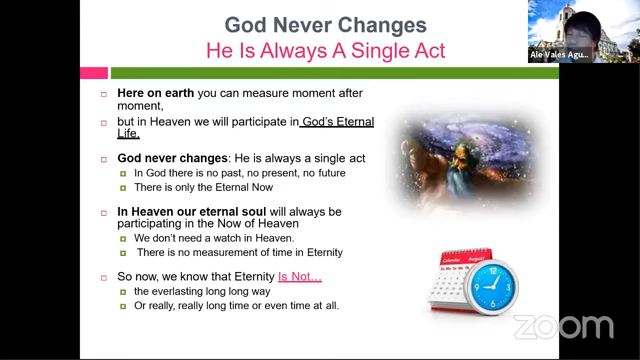 God Never Changes
He Is Always A Single Act
Ale Vales Agu...
Here on earth you can measure moment after
moment,
but in Heaven we will participate in God's Eternal
Life.
God never changes: He is always a single act
In God there is no past, no present, no future
There is only the Eternal Now
In Heaven our eternal soul will always be
participating in the Now of Heaven
We don't need a watch in Heaven.
There is no measurement of time in Eternity
So now, we know that Eternity Is Not...
the everlasting long long way
Or really, really long time or even time at all.
Calendar August
zoom